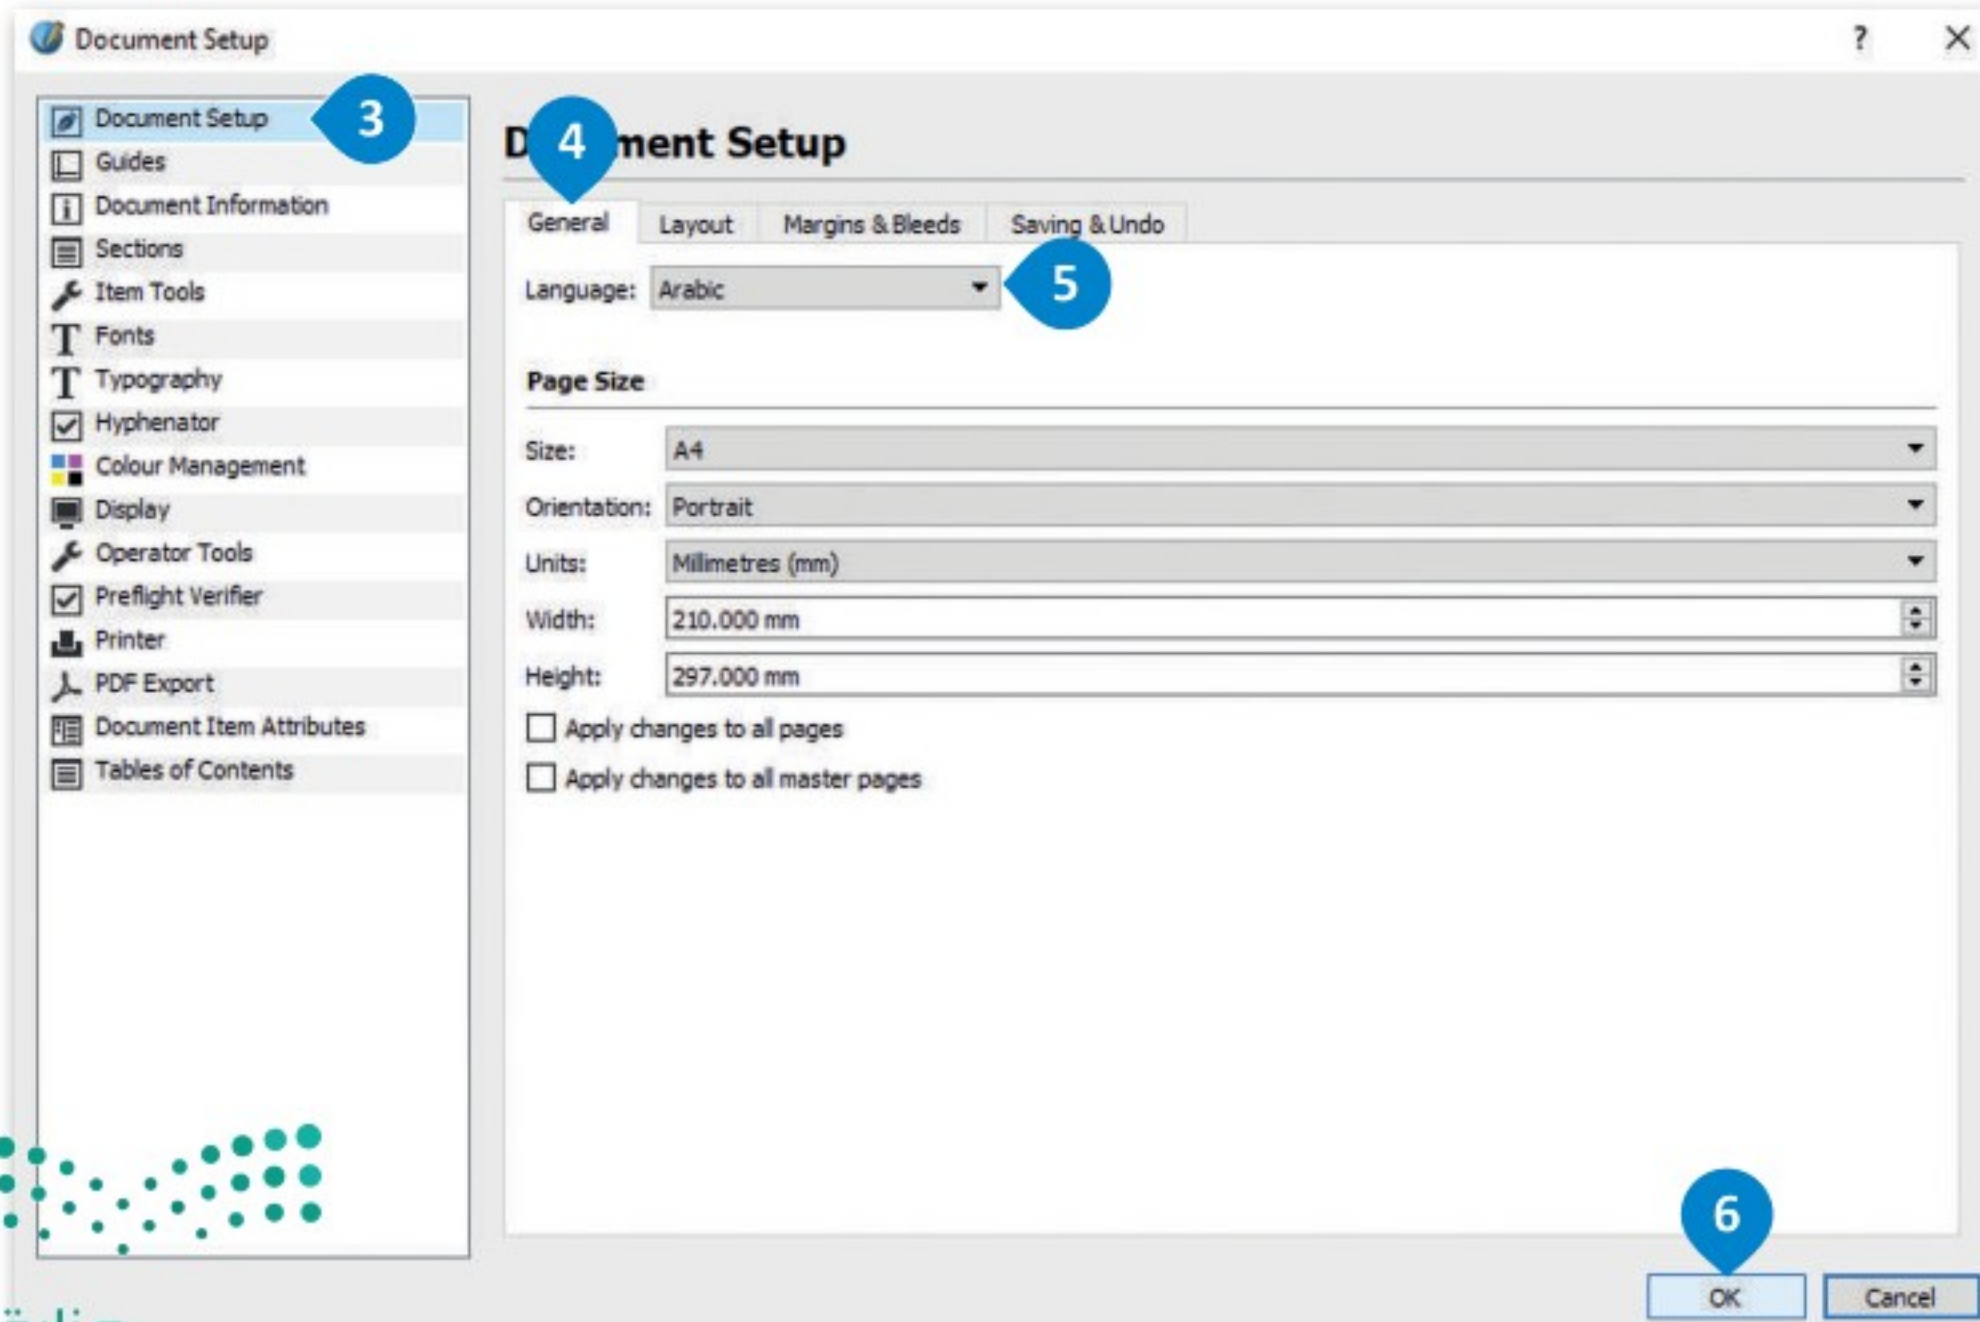 Document Setup
?
Document Setup
3
Guides
Document Information
Sections
Item Tools
Fonts
Typography
Hyphenator
Colour Management
Display
Operator Tools
Preflight Verifier
Printer
PDF Export
Document Item Attributes
Tables of Contents
4
Setup
General Layout Margins & Bleeds Saving & Undo
Language: Arabic
5
Page Size
Size: A4
Orientation: Portrait
Units: Millimetres (mm)
Width: 210.000 mm
Height: 297.000 mm
Apply changes to all pages
Apply changes to all master pages
6
OK Cancel